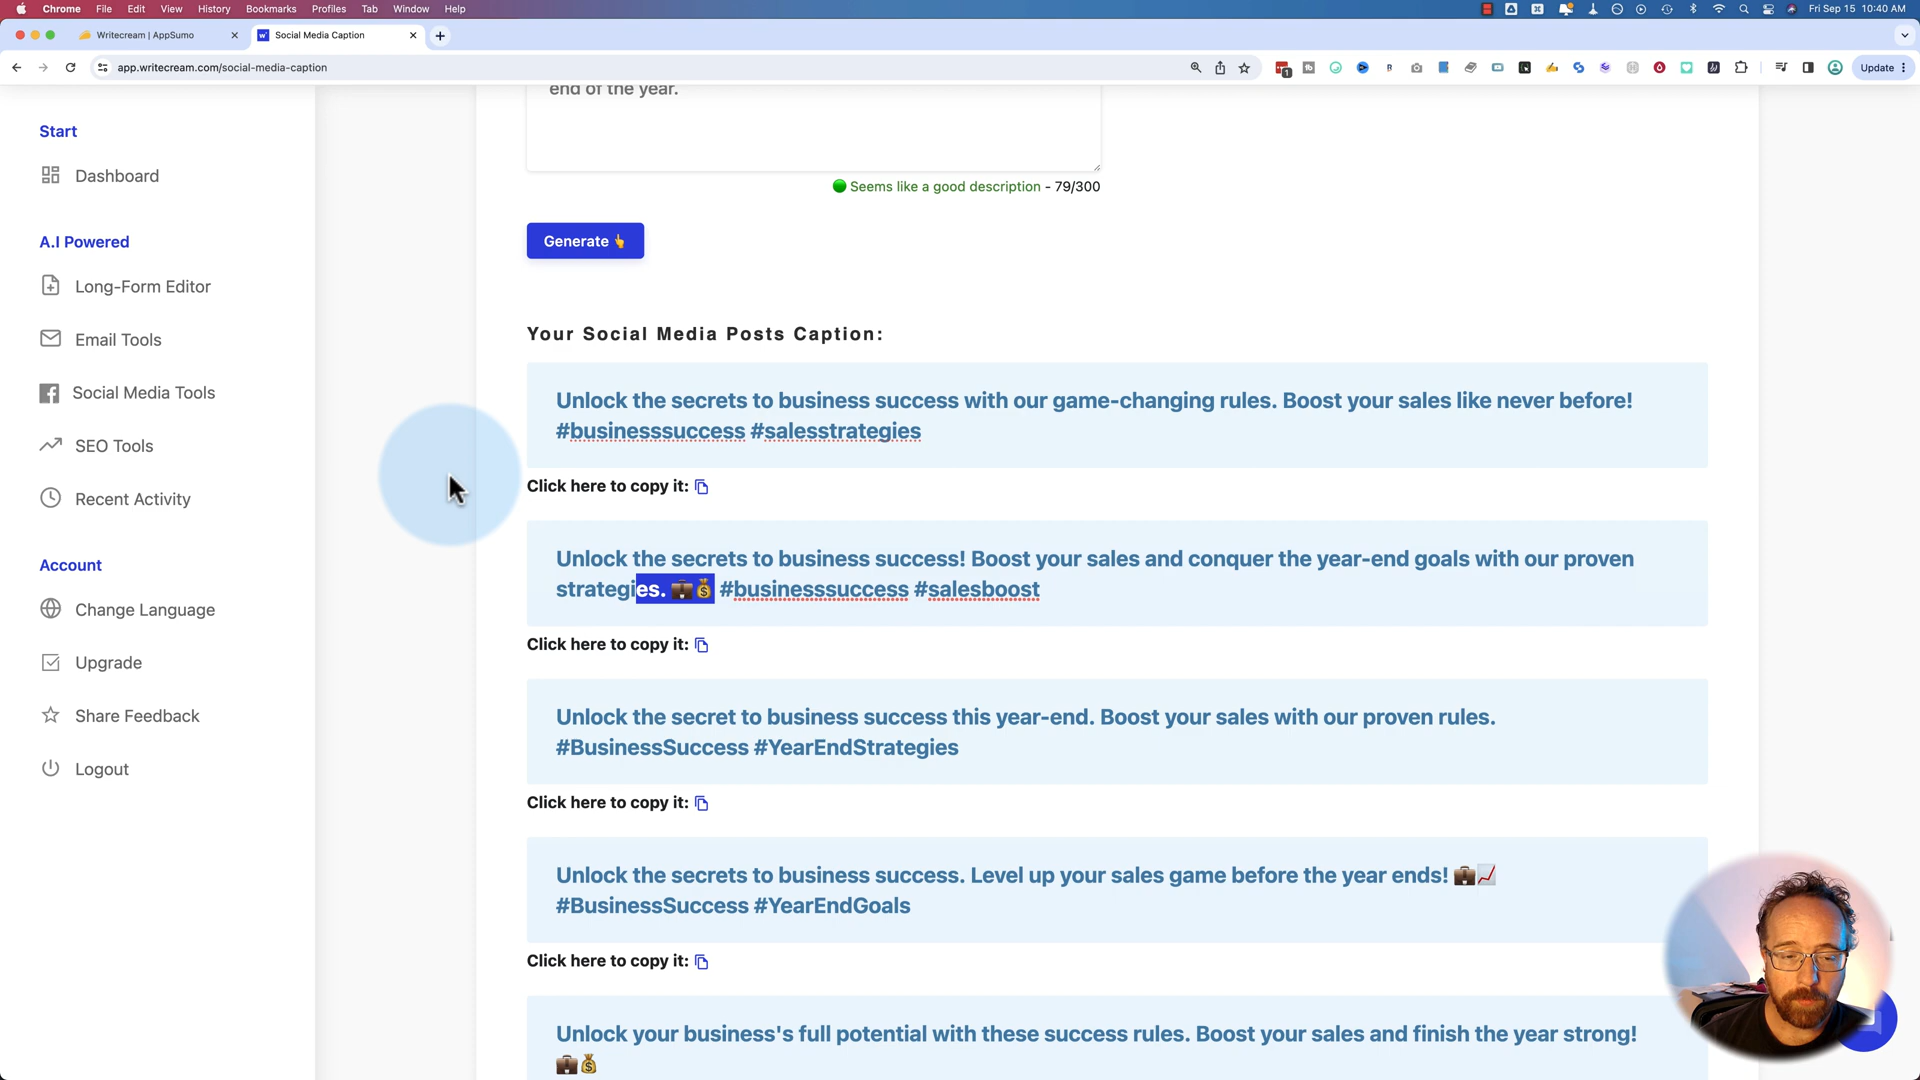 Chrome File Edit View History Bookmarks Profiles Tab Window Help
Fri Sep 15 10:40 AM
Writecream | AppSumo
Social Media Caption
app.writecream.com/social-media-caption
Update
Start
Dashboard
A.I Powered
Long-Form Editor
Email Tools
Social Media Tools
SEO Tools
Recent Activity
Account
Change Language
Upgrade
Share Feedback
Logout
end of the year.
Seems like a good description - 79/300
Generate 👆
Your Social Media Posts Caption:
Unlock the secrets to business success with our game-changing rules. Boost your sales like never before!
#businesssuccess #salesstrategies
Click here to copy it:
Unlock the secrets to business success! Boost your sales and conquer the year-end goals with our proven
strategies. 💼💰 #businesssuccess #salesboost
Click here to copy it:
Unlock the secret to business success this year-end. Boost your sales with our proven rules.
#BusinessSuccess #YearEndStrategies
Click here to copy it:
Unlock the secrets to business success. Level up your sales game before the year ends! 💼📈
#BusinessSuccess #YearEndGoals
Click here to copy it:
Unlock your business's full potential with these success rules. Boost your sales and finish the year strong!
💼💰